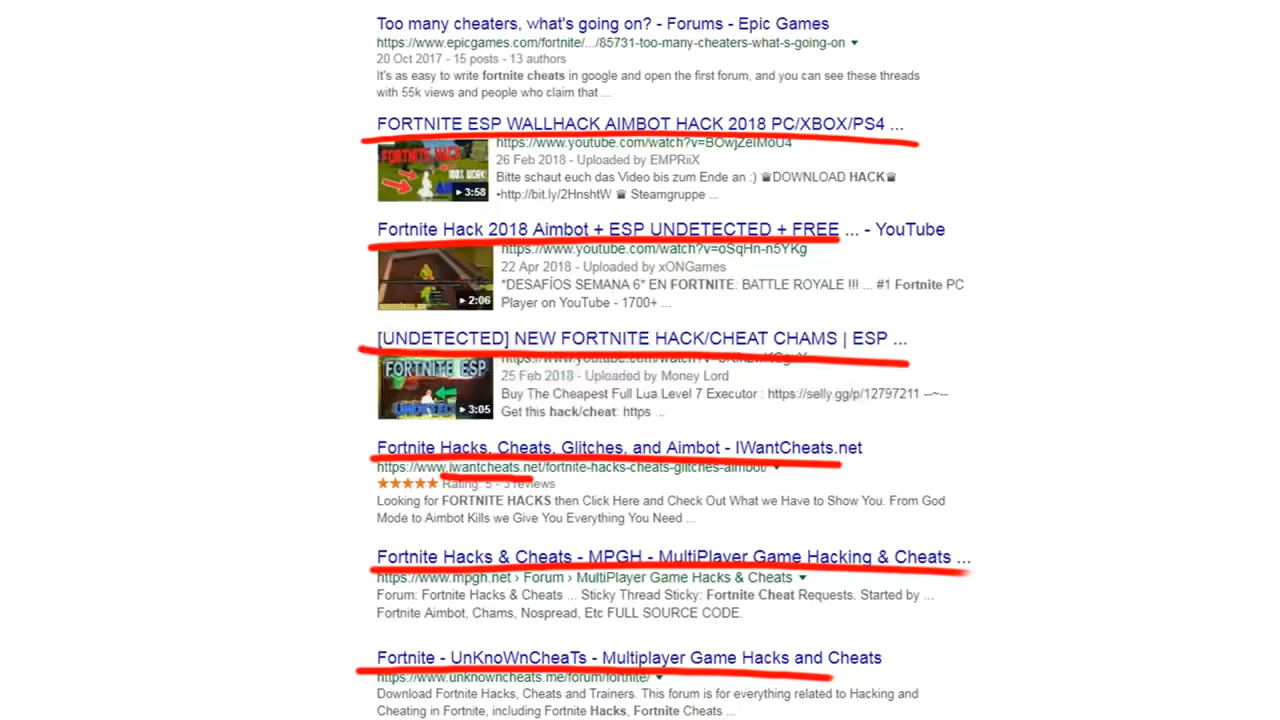 Too many cheaters, what's going on? - Forums - Epic Games
https://www.epicgames.com/fortnite/.../85731-too-many-cheaters-what-s-going-on
20 Oct 2017 - 15 posts - 13 authors
It's as easy to write fortnite cheats in google and open the first forum, and you can see these threads
with 55k views and people who claim that ...
FORTNITE ESP WALLHACK AIMBOT HACK 2018 PC/XBOX/PS4 ...
https://www.youtube.com/watch?v=BOwjZeIMoU4
FORTNITE HACK
100% WORK!
3:58
26 Feb 2018 - Uploaded by EMPRiiX
Bitte schaut euch das Video bis zum Ende an :) ♛DOWNLOAD HACK♛
•http://bit.ly/2HnshtW ♛ Steamgruppe ...
Fortnite Hack 2018 Aimbot + ESP UNDETECTED + FREE ... - YouTube
https://www.youtube.com/watch?v=oSqHn-n5YKg
2:06
22 Apr 2018 - Uploaded by xONGames
*DESAFÍOS SEMANA 6* EN FORTNITE: BATTLE ROYALE !!! ... #1 Fortnite PC
Player on YouTube - 1700+ ...
[UNDETECTED] NEW FORTNITE HACK/CHEAT CHAMS | ESP ...
FORTNITE ESP
3:05
25 Feb 2018 - Uploaded by Money Lord
Buy The Cheapest Full Lua Level 7 Executor : https://selly.gg/p/12797211 --~--
Get this hack/cheat: https ...
Fortnite Hacks, Cheats, Glitches, and Aimbot - IWantCheats.net
https://www.iwantcheats.net/fortnite-hacks-cheats-glitches-aimbot/
★★★★★ Rating: 5 - 3 reviews
Looking for FORTNITE HACKS then Click Here and Check Out What we Have to Show You. From God
Mode to Aimbot Kills we Give You Everything You Need ...
Fortnite Hacks & Cheats - MPGH - MultiPlayer Game Hacking & Cheats ...
https://www.mpgh.net › Forum › MultiPlayer Game Hacks & Cheats
Forum: Fortnite Hacks & Cheats ... Sticky Thread Sticky: Fortnite Cheat Requests. Started by ...
Fortnite Aimbot, Chams, Nospread, Etc FULL SOURCE CODE.
Fortnite - UnKnoWnCheaTs - Multiplayer Game Hacks and Cheats
https://www.unknowncheats.me/forum/fortnite/
Download Fortnite Hacks, Cheats and Trainers. This forum is for everything related to Hacking and
Cheating in Fortnite, including Fortnite Hacks, Fortnite Cheats ...